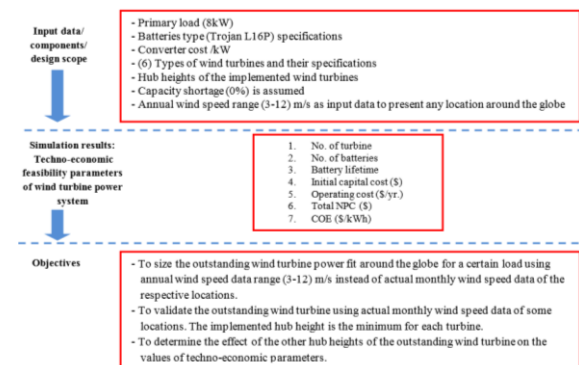 Input data/
components/
design scope
- Primary load (8kW)
- Batteries type (Trojan L16P) specifications
- Converter cost /kW
- (6) Types of wind turbines and their specifications
- Hub heights of the implemented wind turbines
- Capacity shortage (0%) is assumed
- Annual wind speed range (3-12) m/s as input data to present any location around the globe
Simulation results:
Techno-economic
feasibility parameters
of wind turbine power
system
1. No. of turbine
2. No. of batteries
3. Battery lifetime
4. Initial capital cost ($)
5. Operating cost ($/yr.)
6. Total NPC ($)
7. COE ($/kWh)
Objectives
- To size the outstanding wind turbine power fit around the globe for a certain load using
annual wind speed data range (3-12) m/s instead of actual monthly wind speed data of the
respective locations.
- To validate the outstanding wind turbine using actual monthly wind speed data of some
locations. The implemented hub height is the minimum for each turbine.
- To determine the effect of the other hub heights of the outstanding wind turbine on the
values of techno-economic parameters.